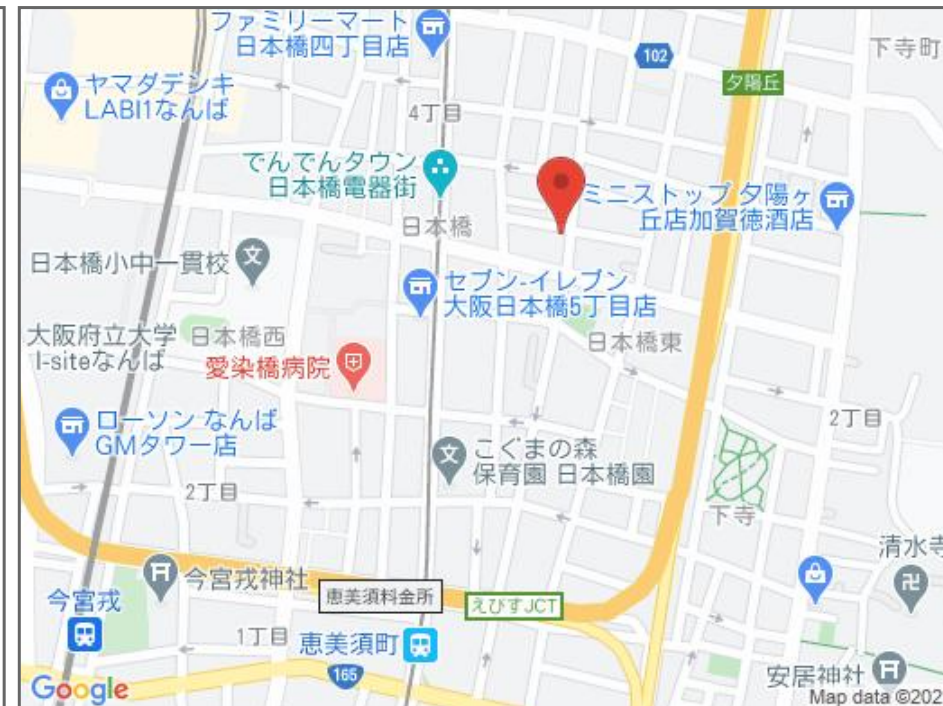 ファミリーマート
日本橋四丁目店
102
下寺町
夕陽丘
ヤマダデンキ
LABI1なんば
4丁目
でんでんタウン
日本橋電器街
ミニストップ 夕陽ヶ
丘店加賀徳酒店
日本橋
日本橋小中一貫校
セブン-イレブン
大阪日本橋5丁目店
大阪府立大学
I-siteなんば
日本橋西
日本橋東
愛染橋病院
ローソン なんば
GMタワー店
2丁目
こぐまの森
保育園 日本橋園
2丁目
下寺
清水寺
今宮戎神社
恵美須料金所
えびすJCT
今宮戎
1丁目
恵美須町
165
安居神社
Google
Map data ©202